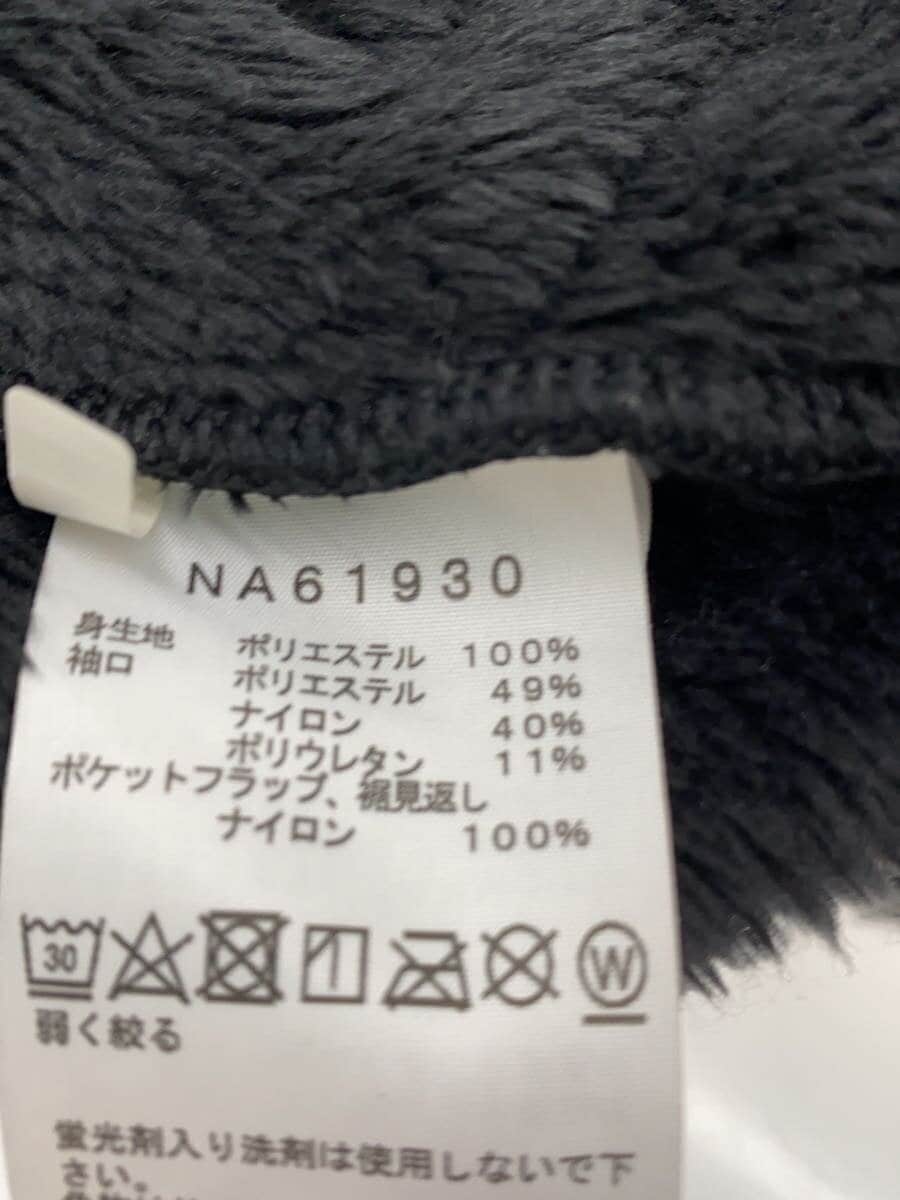 NA61930
身生地 ポリエステル 100%
袖口 ポリエステル 49%
ナイロン 40%
ポリウレタン 11%
ポケットフラップ、裾見返し
ナイロン 100%
30 W
弱く絞る
蛍光剤入り洗剤は使用しないで下
さい。